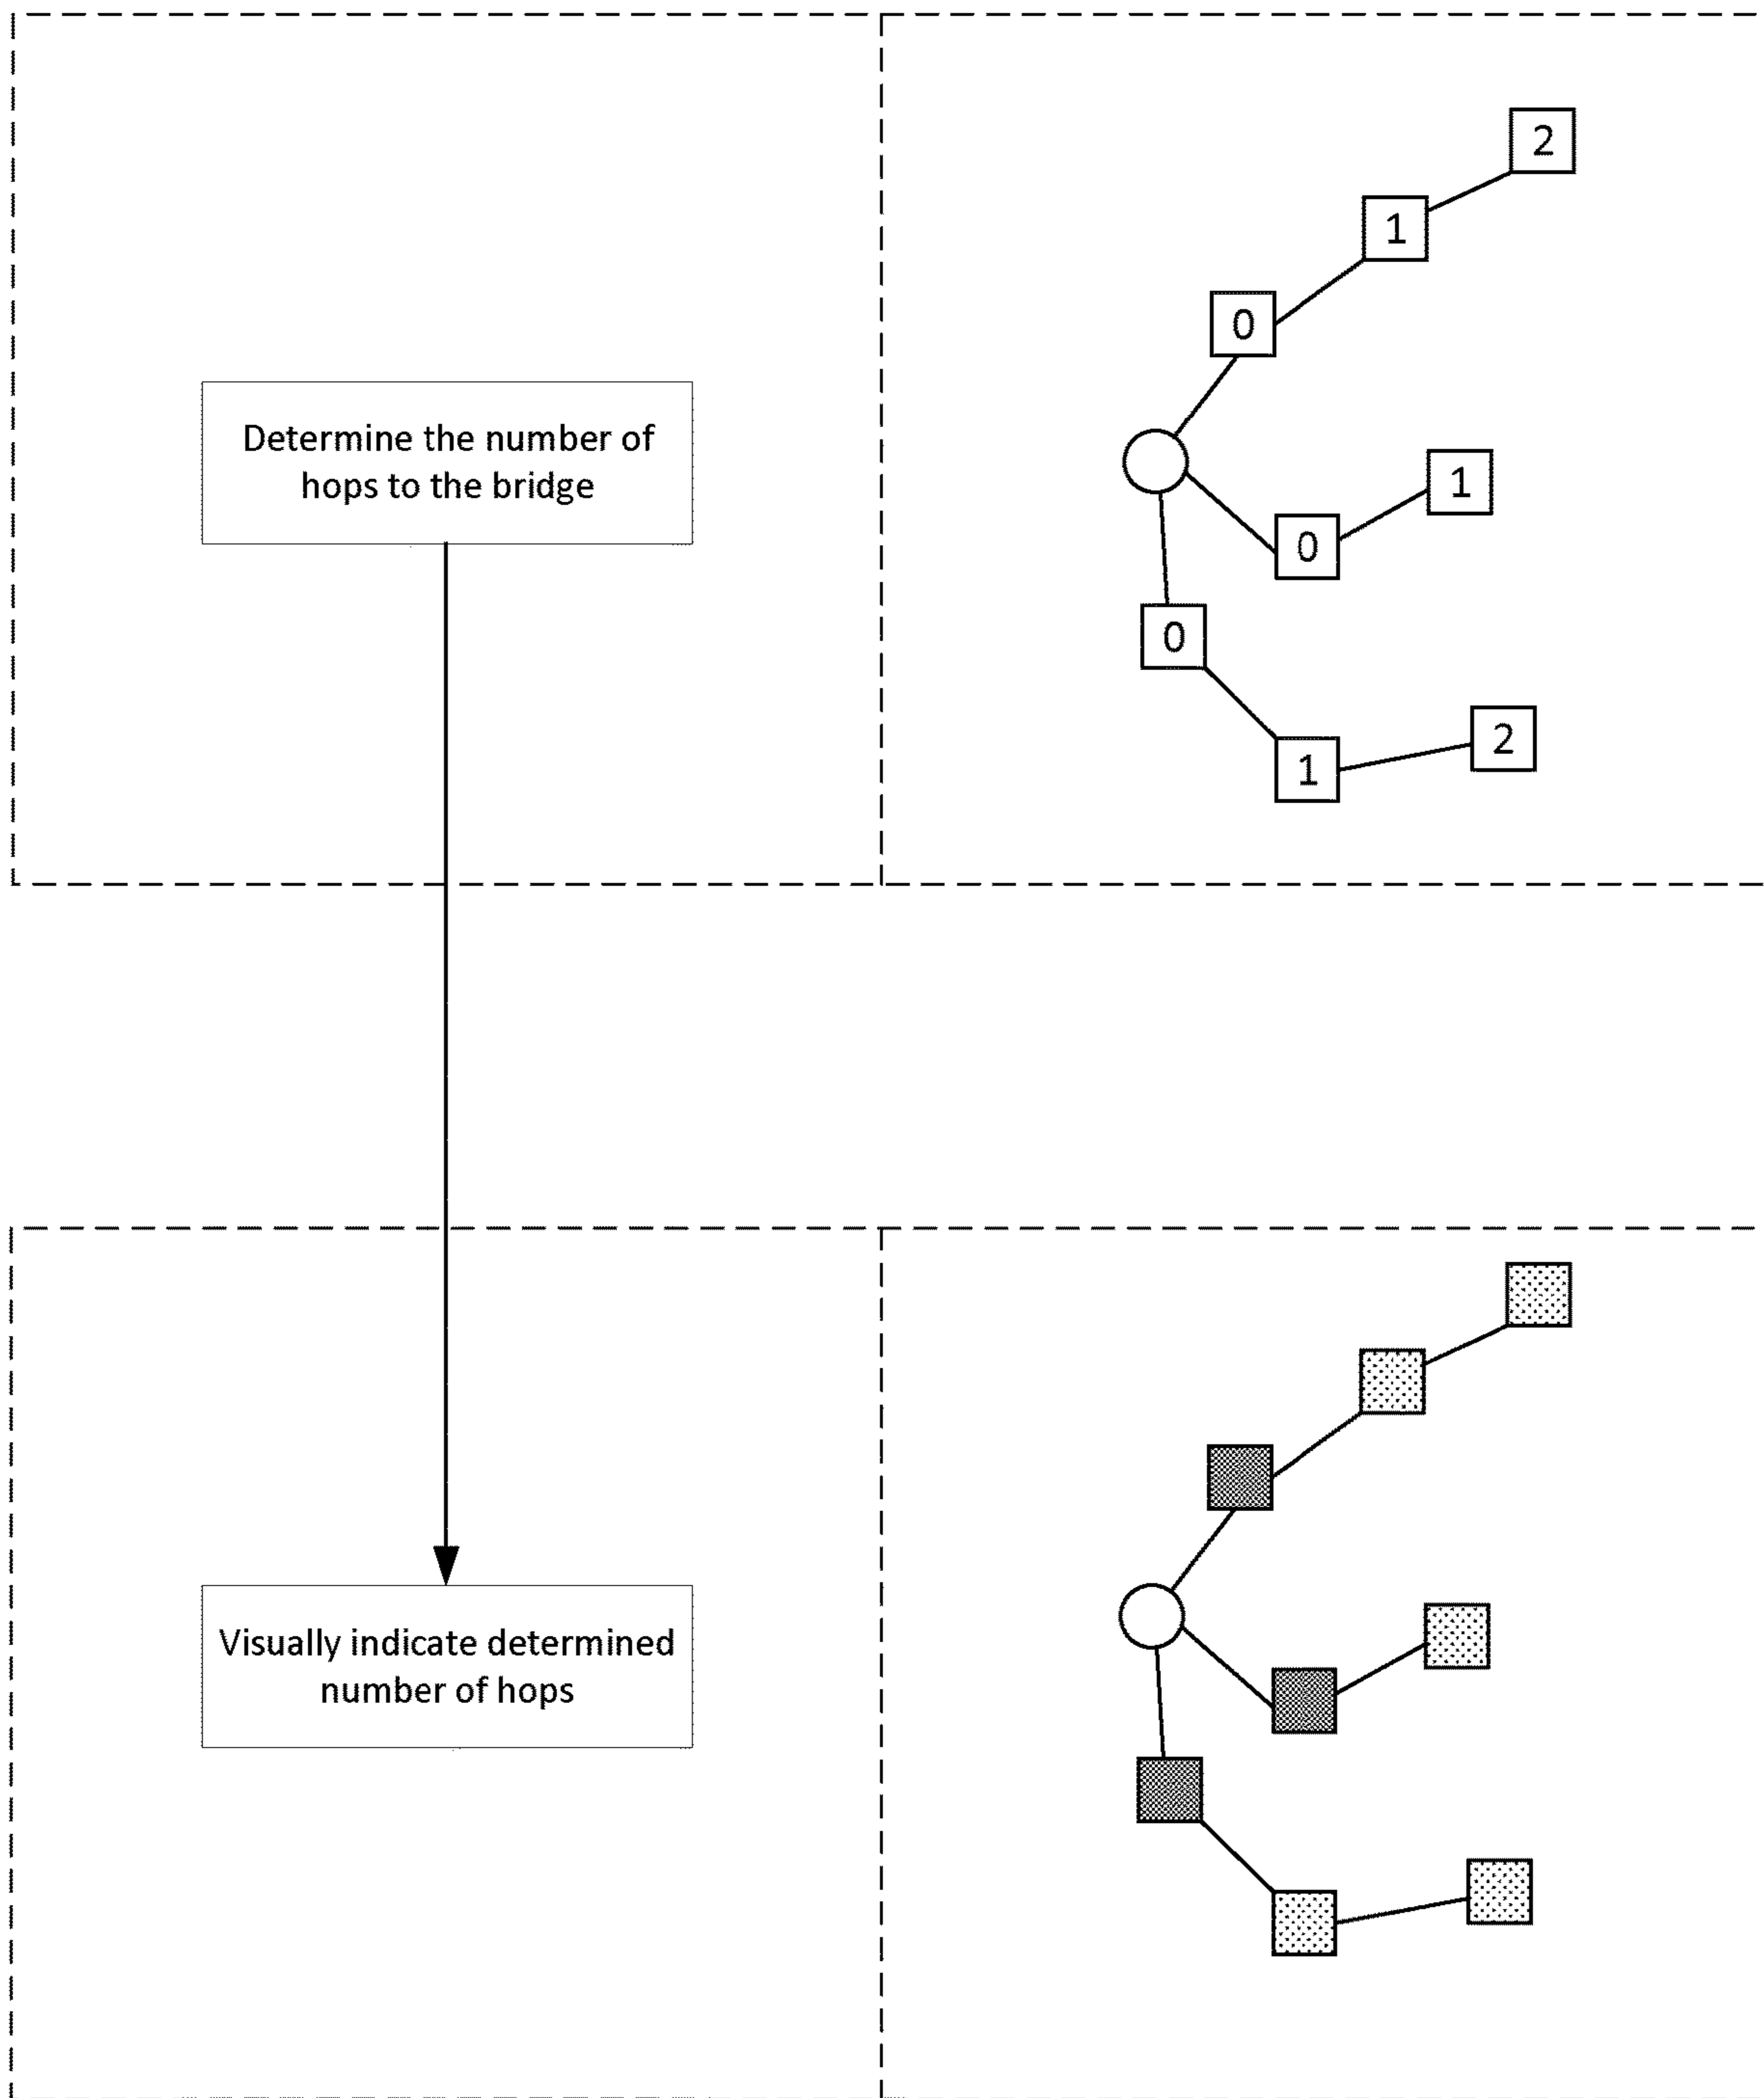 2
1
0
Determine the number of
hops to the bridge
1
0
0
2
1
Visually indicate determined
number of hops